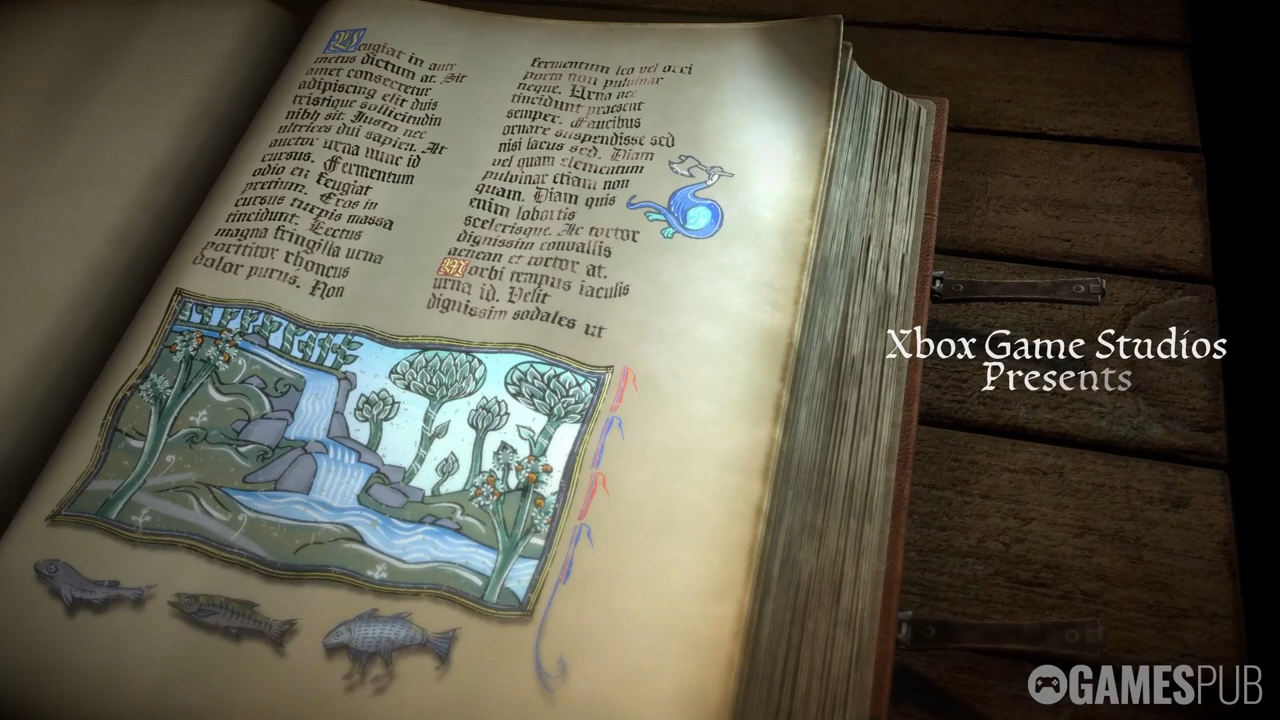 Feugiat in ante
metus dictum at. Sit
amet consectetur
adipiscing elit duis
tristique sollicitudin
nibh sit. Justo nec
ultrices dui sapien. At
auctor urna nunc id
cursus. Fermentum
odio eu feugiat
pretium. Eros in
cursus turpis massa
tincidunt. Lectus
magna fringilla urna
porttitor rhoncus
dolor purus. Non
fermentum leo vel orci
porta non pulvinar
neque. Urna nec
tincidunt praesent
semper. Faucibus
ornare suspendisse sed
nisi lacus sed. Diam
vel quam elementum
pulvinar etiam non
quam. Diam quis
enim lobortis
scelerisque. Ac tortor
dignissim convallis
aenean et tortor at.
Morbi tempus iaculis
urna id. Velit
dignissim sodales ut
Xbox Game Studios
Presents
GAMESPUB